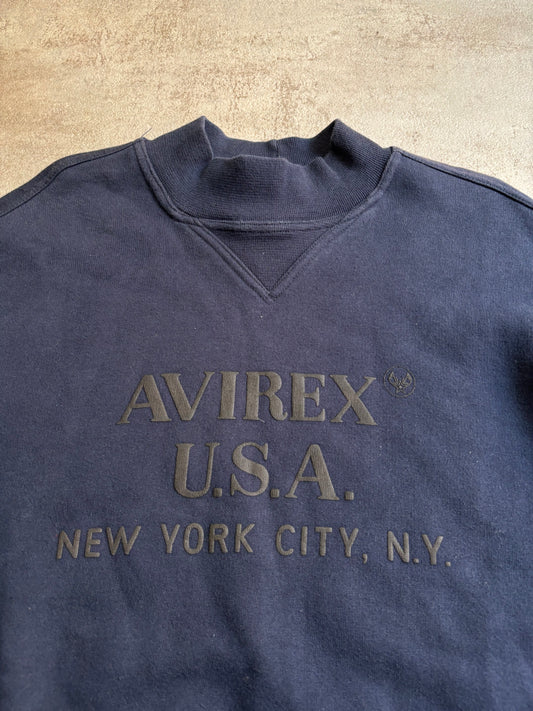 AVIREX
U.S.A.
NEW YORK CITY, N.Y.